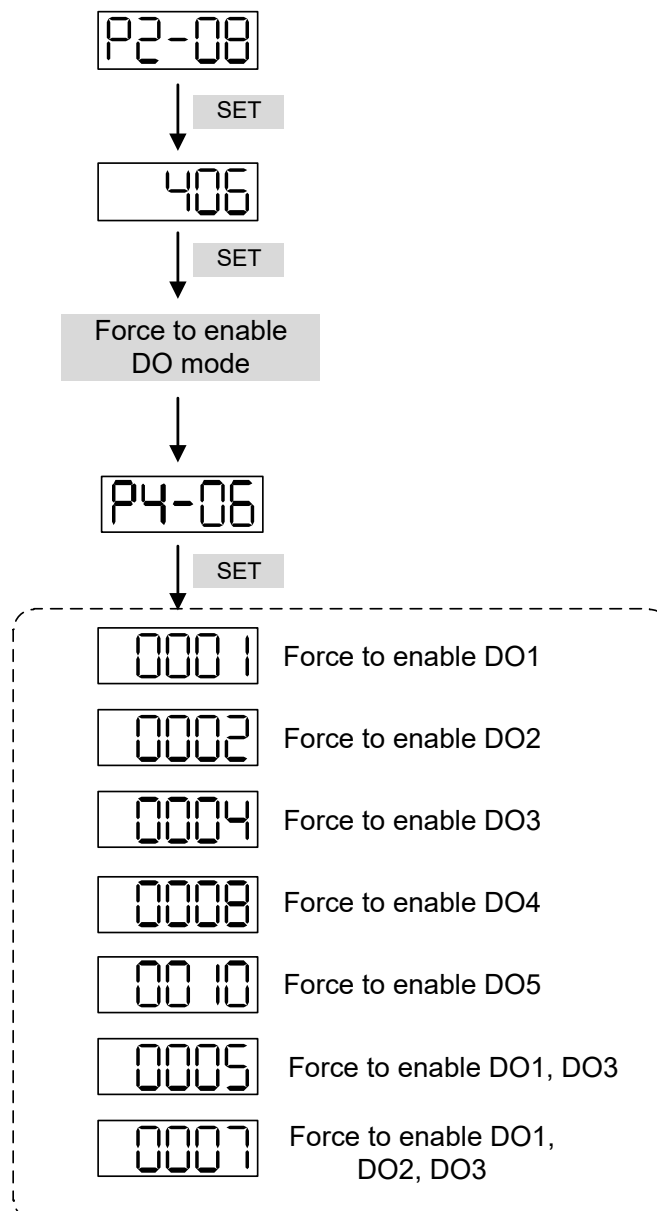 P2-08
SET
406
SET
Force to enable
DO mode
P4-06
SET
0001 Force to enable DO1
0002 Force to enable DO2
0004 Force to enable DO3
0008 Force to enable DO4
0010 Force to enable DO5
0005 Force to enable DO1, DO3
0007 Force to enable DO1,
DO2, DO3